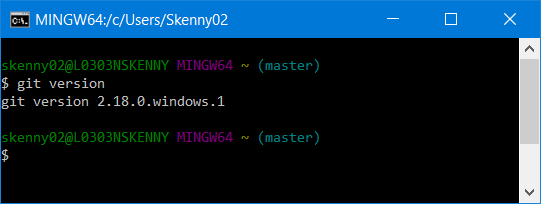 MINGW64:/c/Users/Skenny02
skenny02@L0303NSKENNY MINGW64 ~ (master)
$ git version
git version 2.18.0.windows.1
skenny02@L0303NSKENNY MINGW64 ~ (master)
$